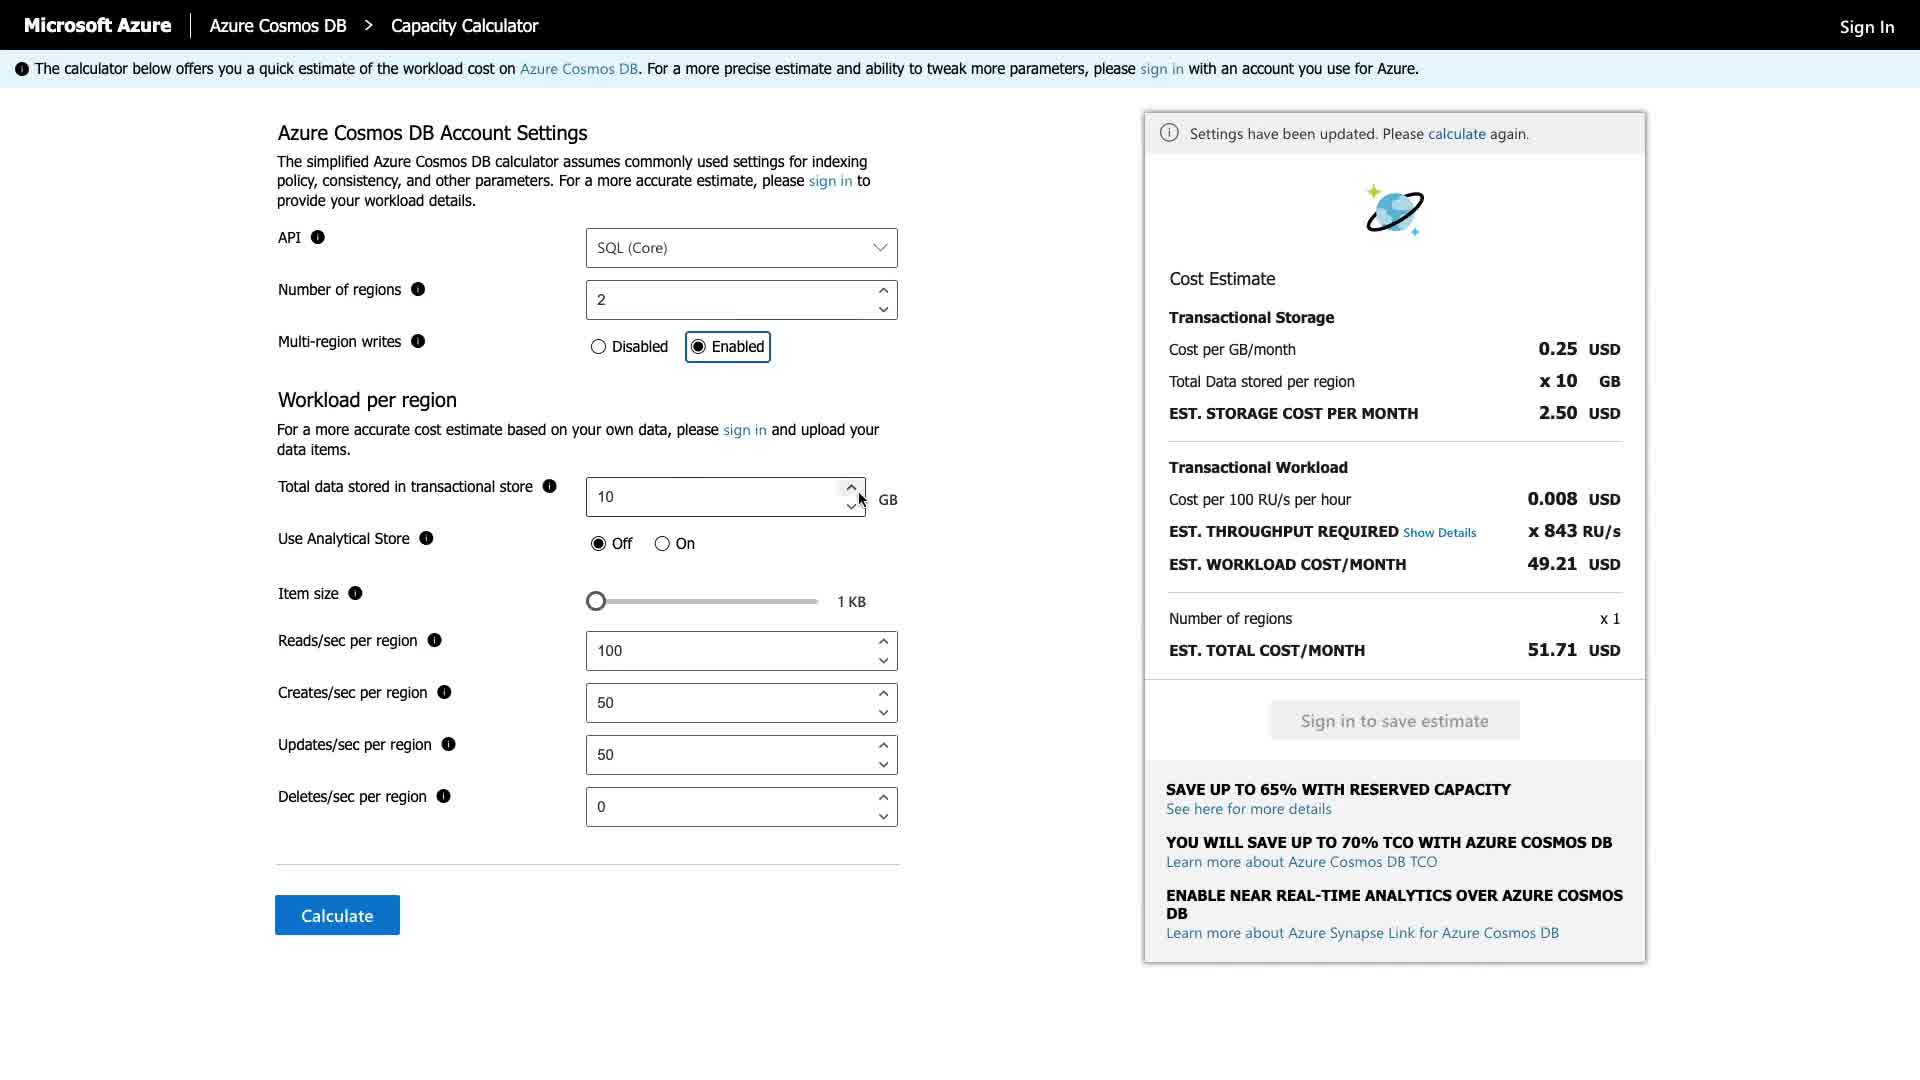 Microsoft Azure Azure Cosmos DB > Capacity Calculator Sign In
The calculator below offers you a quick estimate of the workload cost on Azure Cosmos DB. For a more precise estimate and ability to tweak more parameters, please sign in with an account you use for Azure.
Azure Cosmos DB Account Settings
The simplified Azure Cosmos DB calculator assumes commonly used settings for indexing
policy, consistency, and other parameters. For a more accurate estimate, please sign in to
provide your workload details.
API SQL (Core)
Number of regions 2
Multi-region writes Disabled Enabled
Workload per region
For a more accurate cost estimate based on your own data, please sign in and upload your
data items.
Total data stored in transactional store 10 GB
Use Analytical Store Off On
Item size 1 KB
Reads/sec per region 100
Creates/sec per region 50
Updates/sec per region 50
Deletes/sec per region 0
Calculate
Settings have been updated. Please calculate again.
Cost Estimate
Transactional Storage
Cost per GB/month 0.25 USD
Total Data stored per region x 10 GB
EST. STORAGE COST PER MONTH 2.50 USD
Transactional Workload
Cost per 100 RU/s per hour 0.008 USD
EST. THROUGHPUT REQUIRED Show Details x 843 RU/s
EST. WORKLOAD COST/MONTH 49.21 USD
Number of regions x 1
EST. TOTAL COST/MONTH 51.71 USD
Sign in to save estimate
SAVE UP TO 65% WITH RESERVED CAPACITY
See here for more details
YOU WILL SAVE UP TO 70% TCO WITH AZURE COSMOS DB
Learn more about Azure Cosmos DB TCO
ENABLE NEAR REAL-TIME ANALYTICS OVER AZURE COSMOS
DB
Learn more about Azure Synapse Link for Azure Cosmos DB